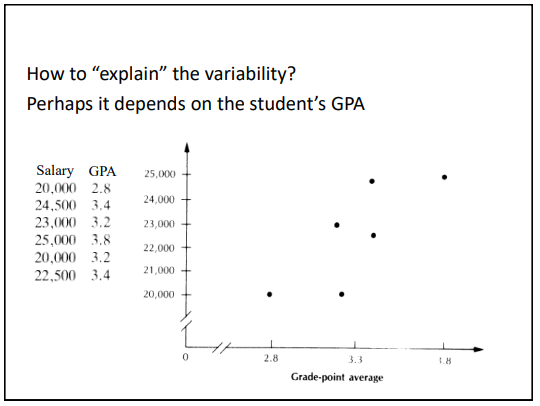 How to “explain” the variability?
Perhaps it depends on the student’s GPA
Salary GPA
20,000 2.8
24,500 3.4
23,000 3.2
25,000 3.8
20,000 3.2
22,500 3.4
25,000
24,000
23,000
22,000
21,000
20,000
0 2.8 3.3
Grade-point average